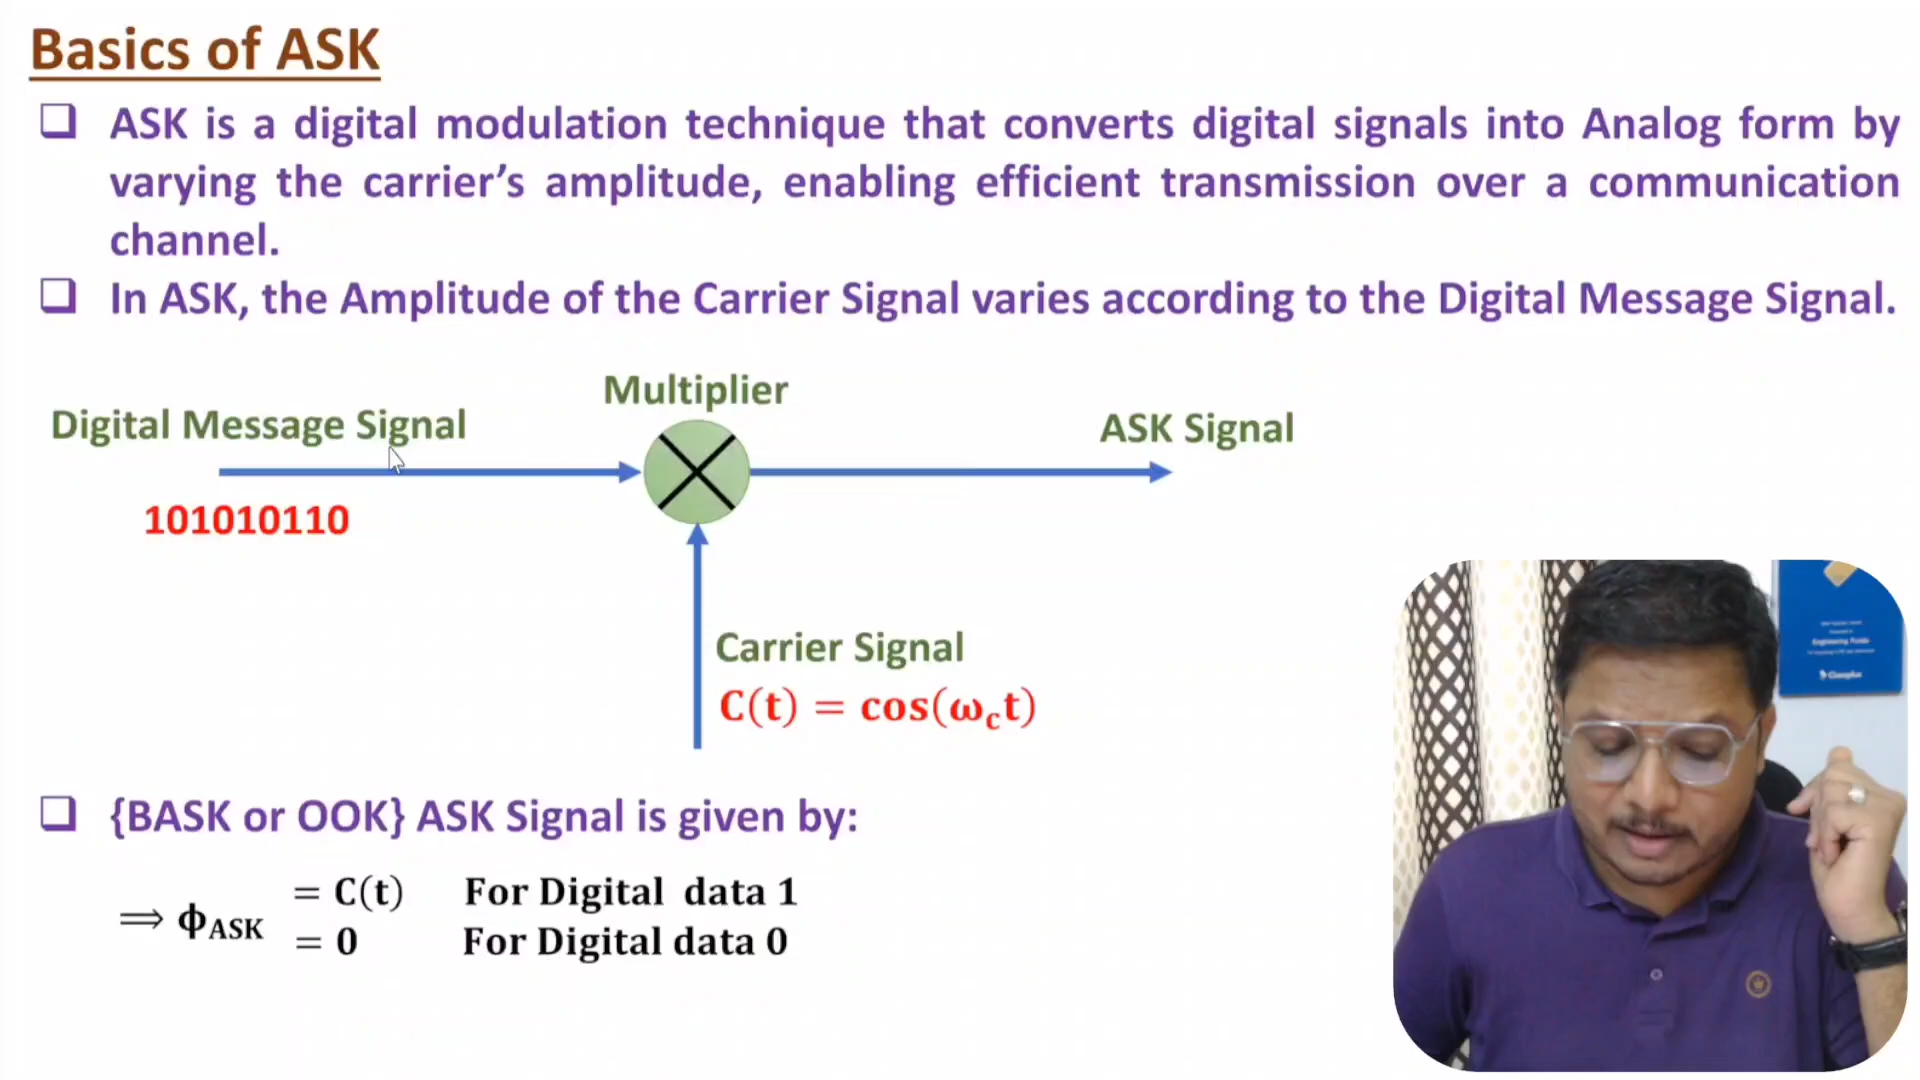 Basics of ASK
❑ ASK is a digital modulation technique that converts digital signals into Analog form by
varying the carrier's amplitude, enabling efficient transmission over a communication
channel.
❑ In ASK, the Amplitude of the Carrier Signal varies according to the Digital Message Signal.
Multiplier
Digital Message Signal
ASK Signal
101010110
Carrier Signal
C(t) = cos(ω_c t)
❑ {BASK or OOK} ASK Signal is given by:
= C(t) For Digital data 1
⟹ ϕ_ASK
= 0 For Digital data 0
Engineering Funda
Classplus